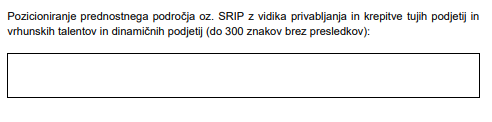 Pozicioniranje prednostnega področja oz. SRIP z vidika privabljanja in krepitve tujih podjetij in
vrhunskih talentov in dinamičnih podjetij (do 300 znakov brez presledkov):